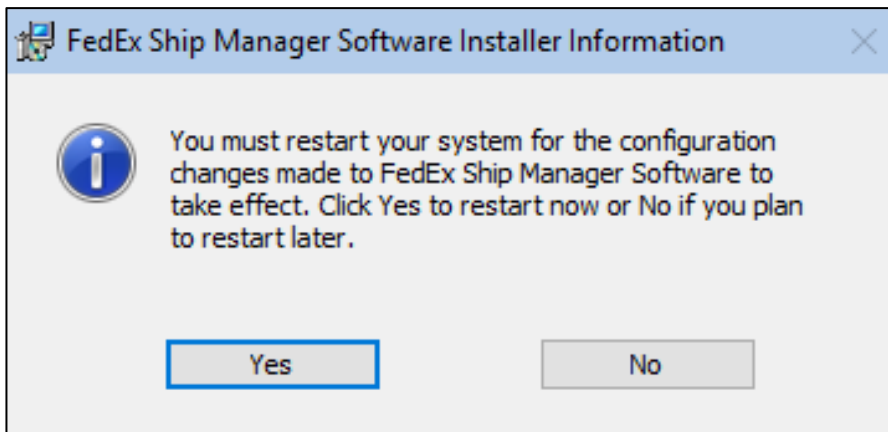 FedEx Ship Manager Software Installer Information
You must restart your system for the configuration
changes made to FedEx Ship Manager Software to
take effect. Click Yes to restart now or No if you plan
to restart later.
Yes
No